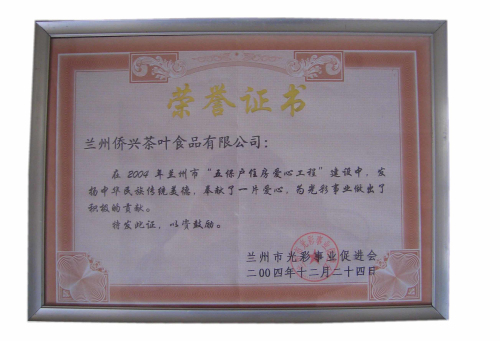 荣誉证书
兰州侨兴茶叶食品有限公司：
在2004年兰州市“五保户住房爱心工程”建设中，发
扬中华民族传统美德，奉献了一片爱心，为光彩事业做出了
积极的贡献。
特发此证，以资鼓励。
兰州市光彩事业促进会
二00四年十二月二十四日